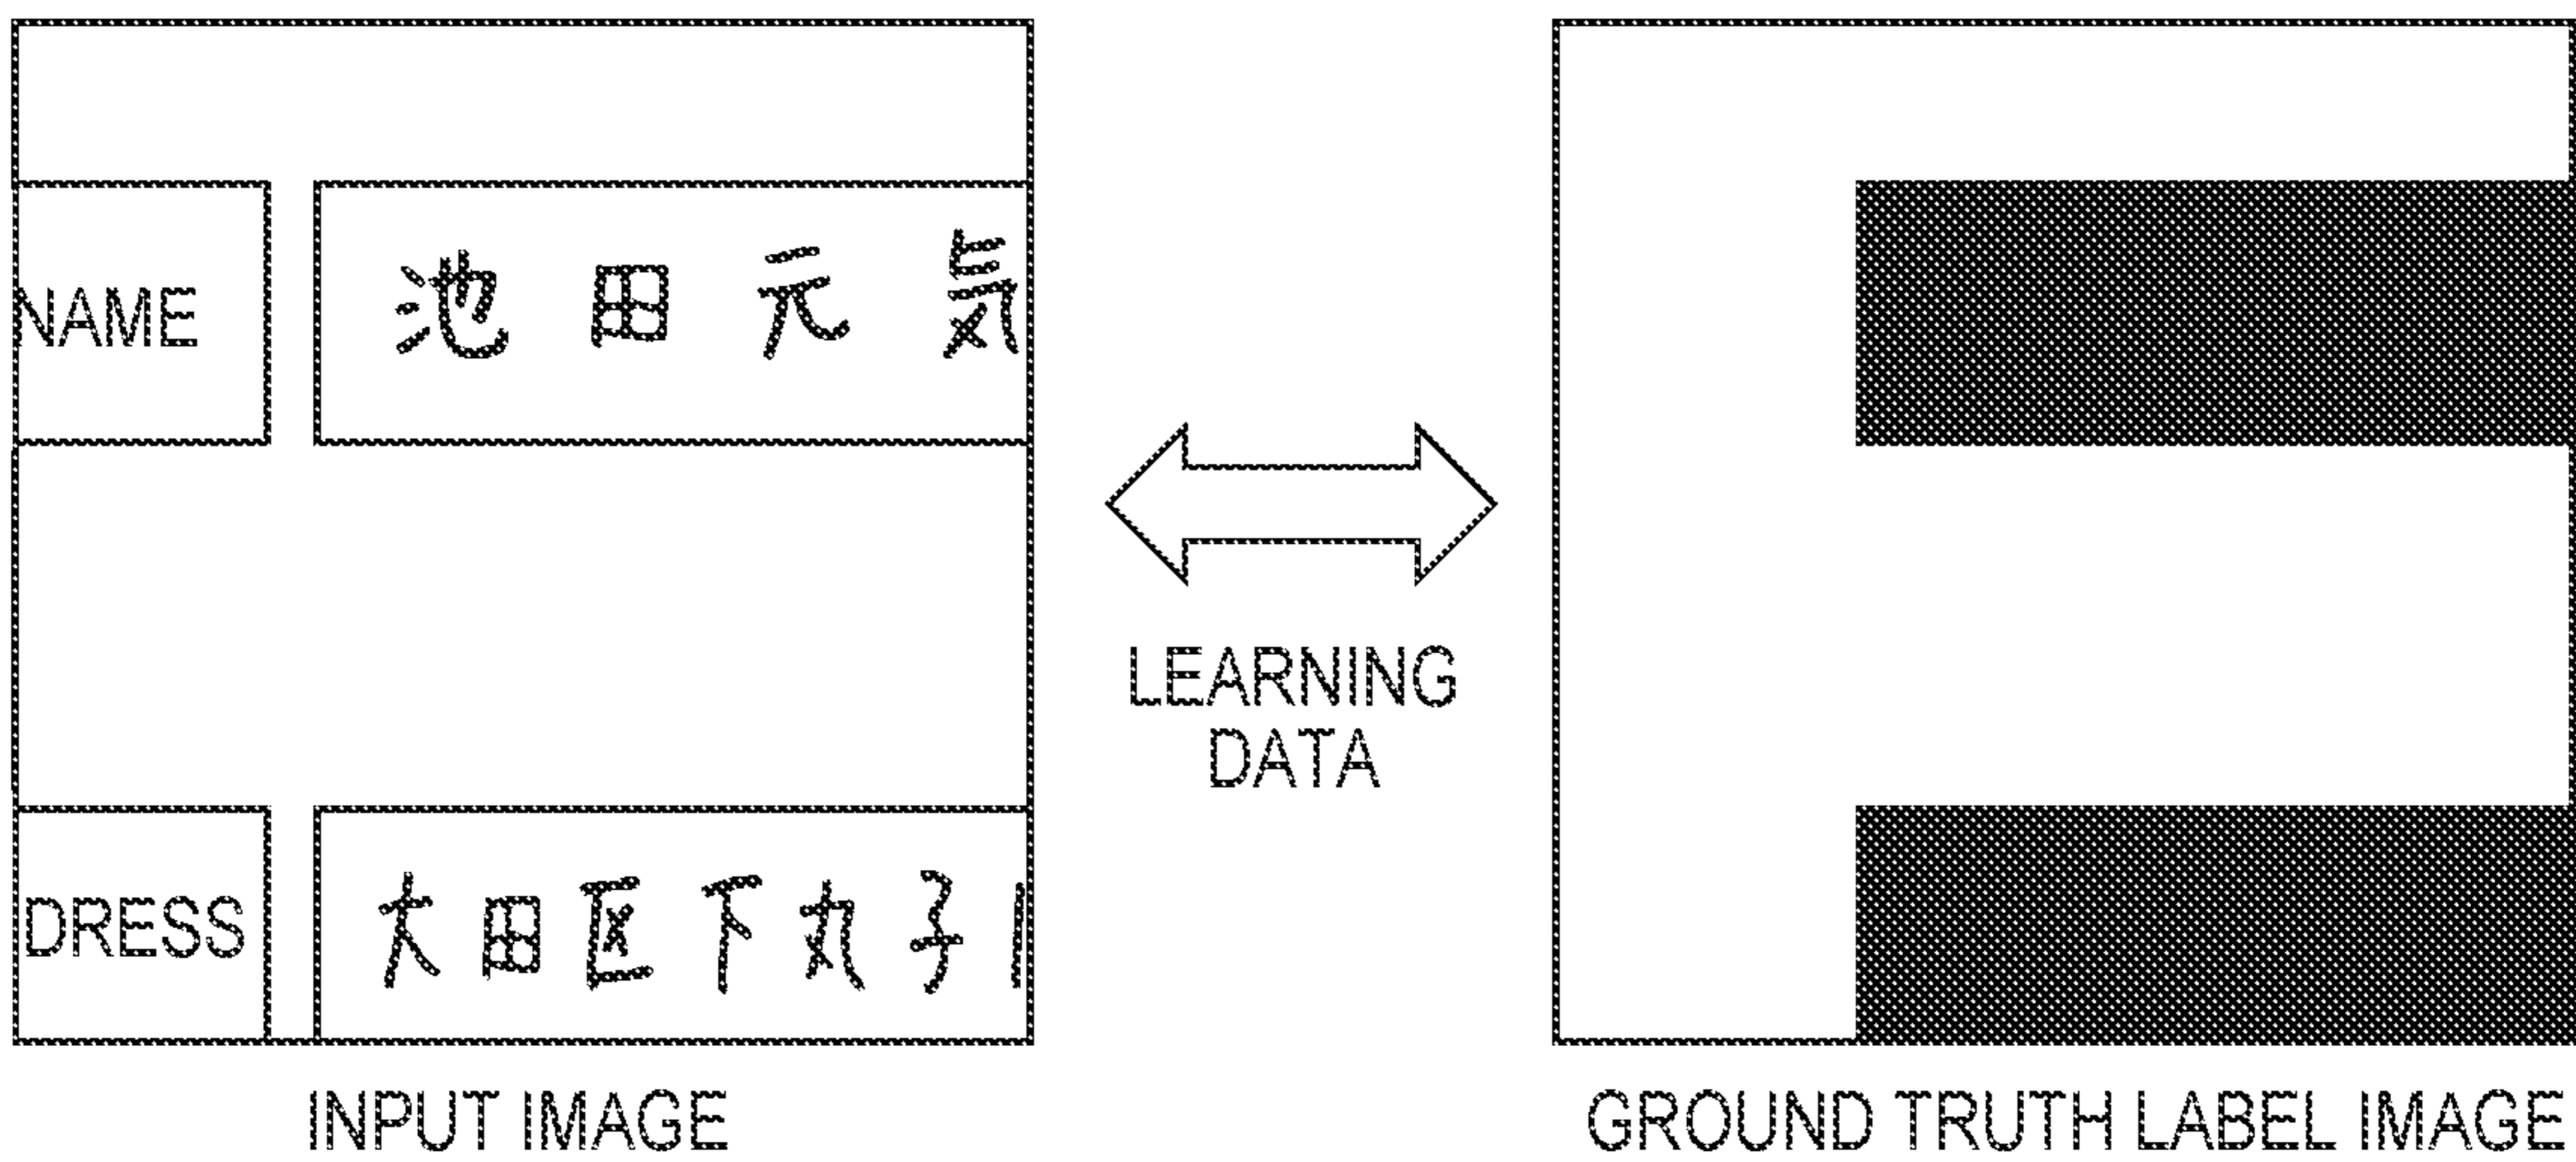 NAME
池田元気
LEARNING
DATA
DRESS
大田区下丸子
INPUT IMAGE
GROUND TRUTH LABEL IMAGE